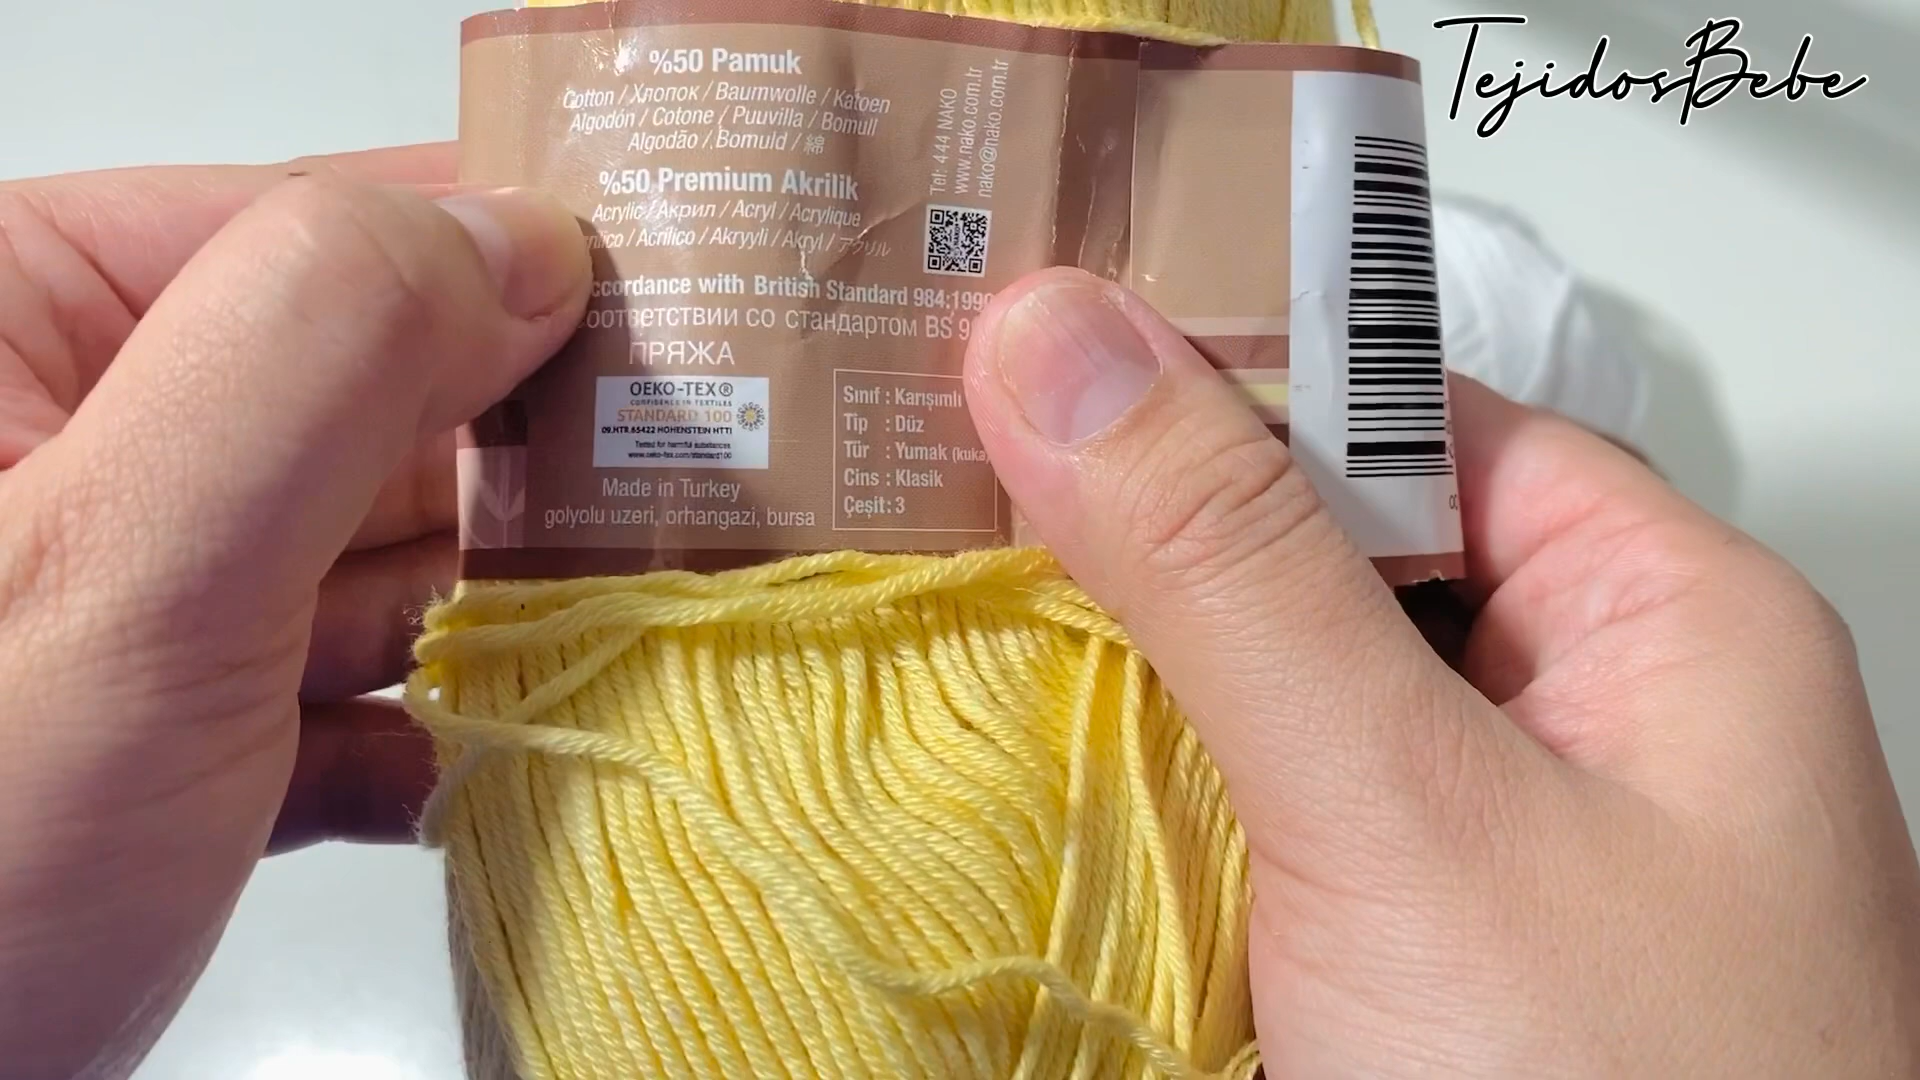 TejidosBebe
%50 Pamuk
Cotton / Хлопок / Baumwolle / Katoen
Algodón / Cotone / Puuvilla / Bomull
Algodão / Bomuld / 綿
%50 Premium Akrilik
Acrylic / Акрил / Acryl / Acrylique
/ Acrílico / Akryyli / Akryl / アクリル
with British Standard 984:1990
со стандартом BS
ПРЯЖА
OEKO-TEX®
CONFIDENCE IN TEXTILES
STANDARD 100
09.HTR.65422 HOHENSTEIN HTTI
Tested for harmful substances
www.oeko-tex.com/standard100
Made in Turkey
golyolu uzeri, orhangazi, bursa
Tel: 444 NAKO
www.nako.com.tr
nako@nako.com.tr
Sınıf : Karışımlı
Tip : Düz
Tür : Yumak (kuka)
Cins : Klasik
Çeşit : 3